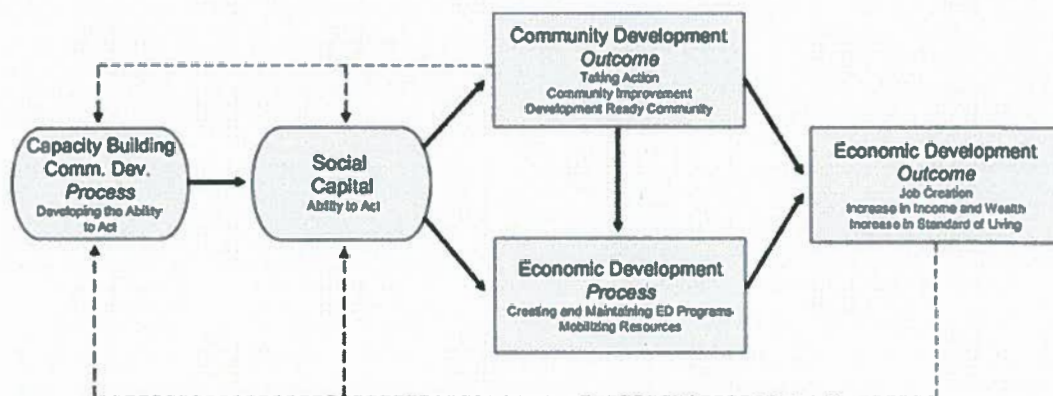 Capacity Building
Comm. Dev.
Process
Developing the Ability
to Act
Social
Capital
Ability to Act
Community Development
Outcome
Taking Action
Community Improvement
Development Ready Community
Economic Development
Process
Creating and Maintaining ED Programs
Mobilizing Resources
Economic Development
Outcome
Job Creation
Increase in Income and Wealth
Increase in Standard of Living